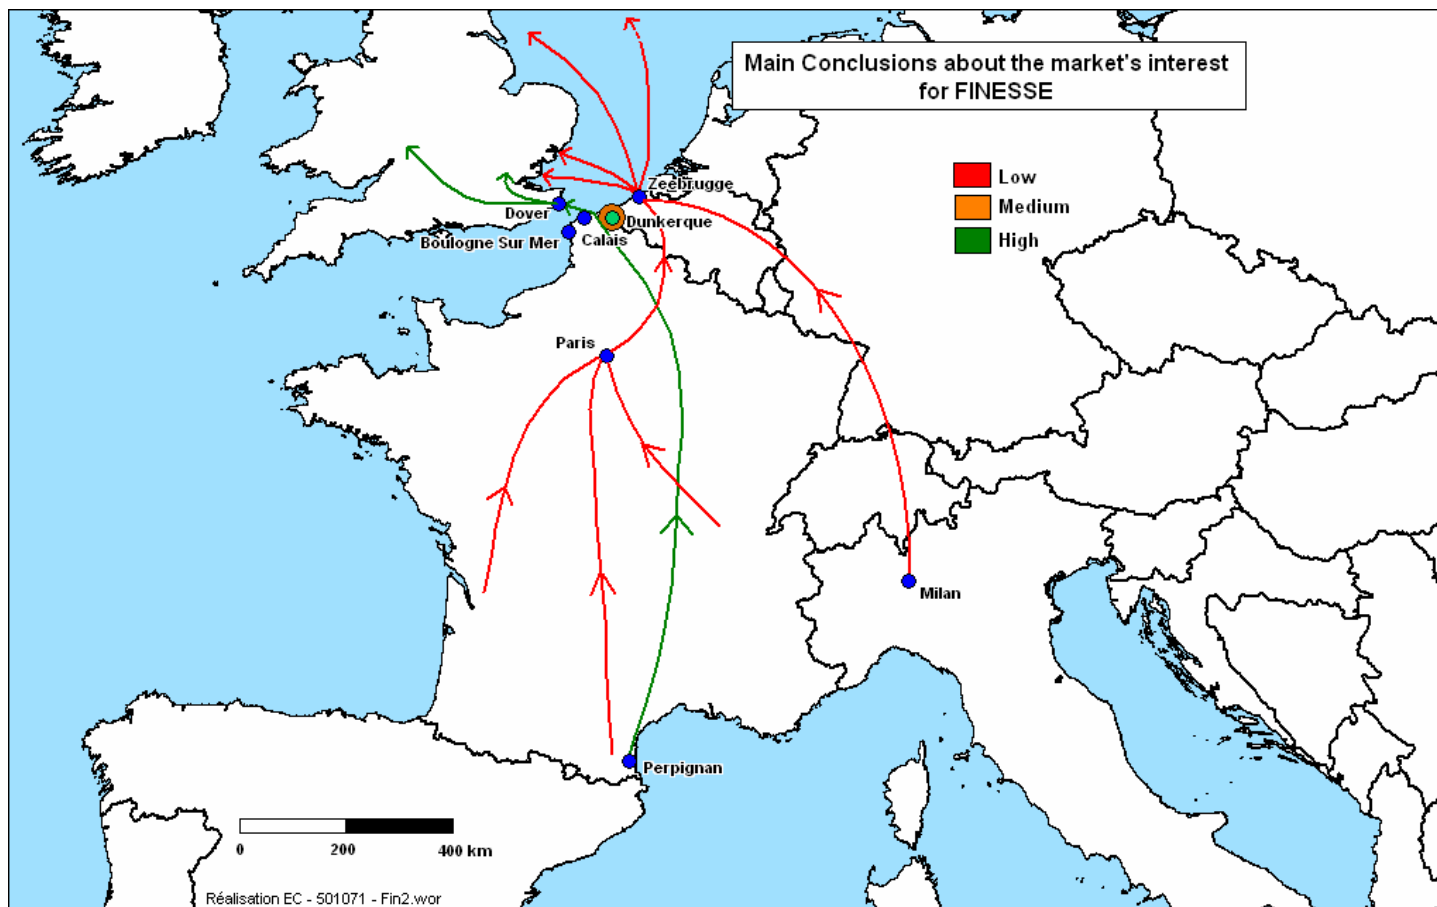 Main Conclusions about the market's interest
for FINESSE
Low
Medium
High
Zeebrugge
Dover
Dunkerque
Boulogne Sur Mer
Calais
Paris
Milan
Perpignan
0
200
400 km
Réalisation EC - 501071 - Fin2.wor